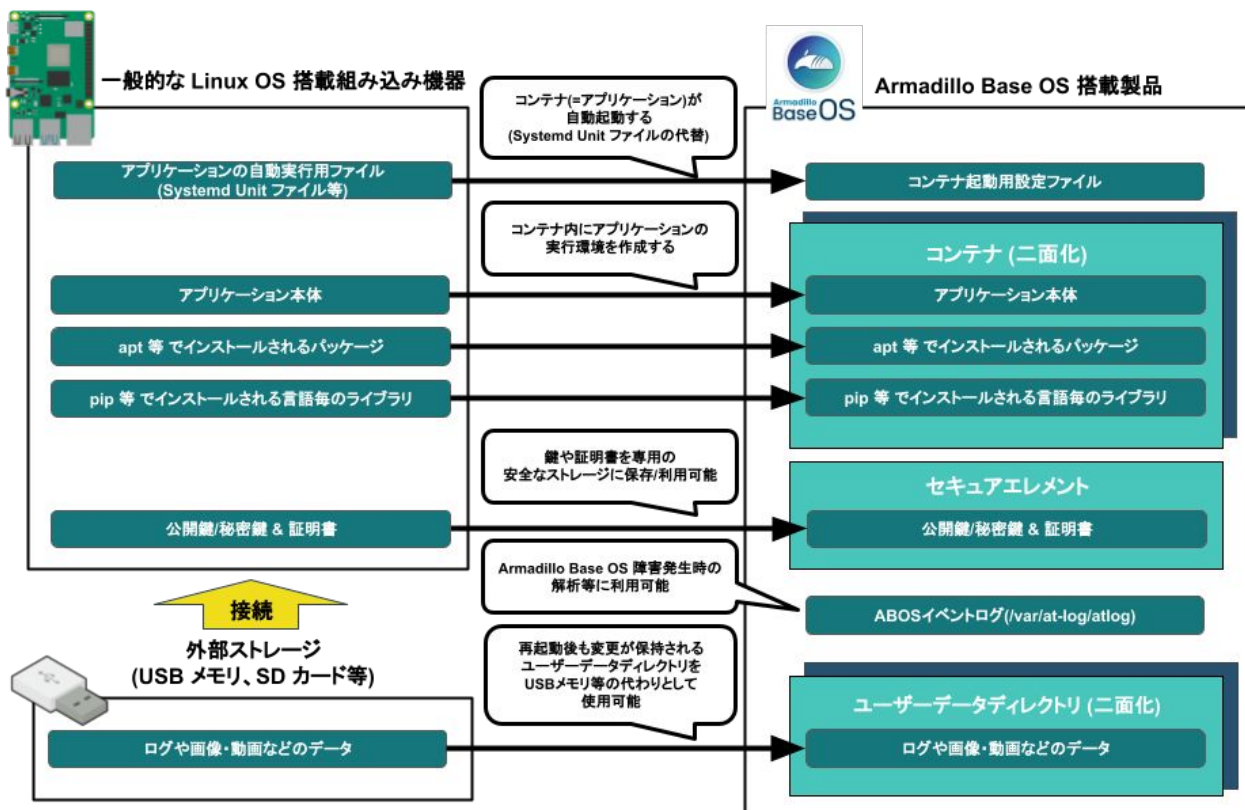 一般的な Linux OS 搭載組み込み機器
Armadillo
Base OS
Armadillo Base OS 搭載製品
コンテナ(=アプリケーション)が
自動起動する
(Systemd Unit ファイルの代替)
アプリケーションの自動実行用ファイル
(Systemd Unit ファイル等)
コンテナ起動用設定ファイル
コンテナ内にアプリケーションの
実行環境を作成する
コンテナ (二面化)
アプリケーション本体
アプリケーション本体
apt 等 でインストールされるパッケージ
apt 等 でインストールされるパッケージ
pip 等 でインストールされる言語毎のライブラリ
pip 等 でインストールされる言語毎のライブラリ
鍵や証明書を専用の
安全なストレージに保存/利用可能
セキュアエレメント
公開鍵/秘密鍵 & 証明書
公開鍵/秘密鍵 & 証明書
Armadillo Base OS 障害発生時の
解析等に利用可能
ABOSイベントログ(/var/at-log/atlog)
接続
外部ストレージ
(USB メモリ、SD カード等)
再起動後も変更が保持される
ユーザーデータディレクトリを
USBメモリ等の代わりとして
使用可能
ユーザーデータディレクトリ (二面化)
ログや画像・動画などのデータ
ログや画像・動画などのデータ